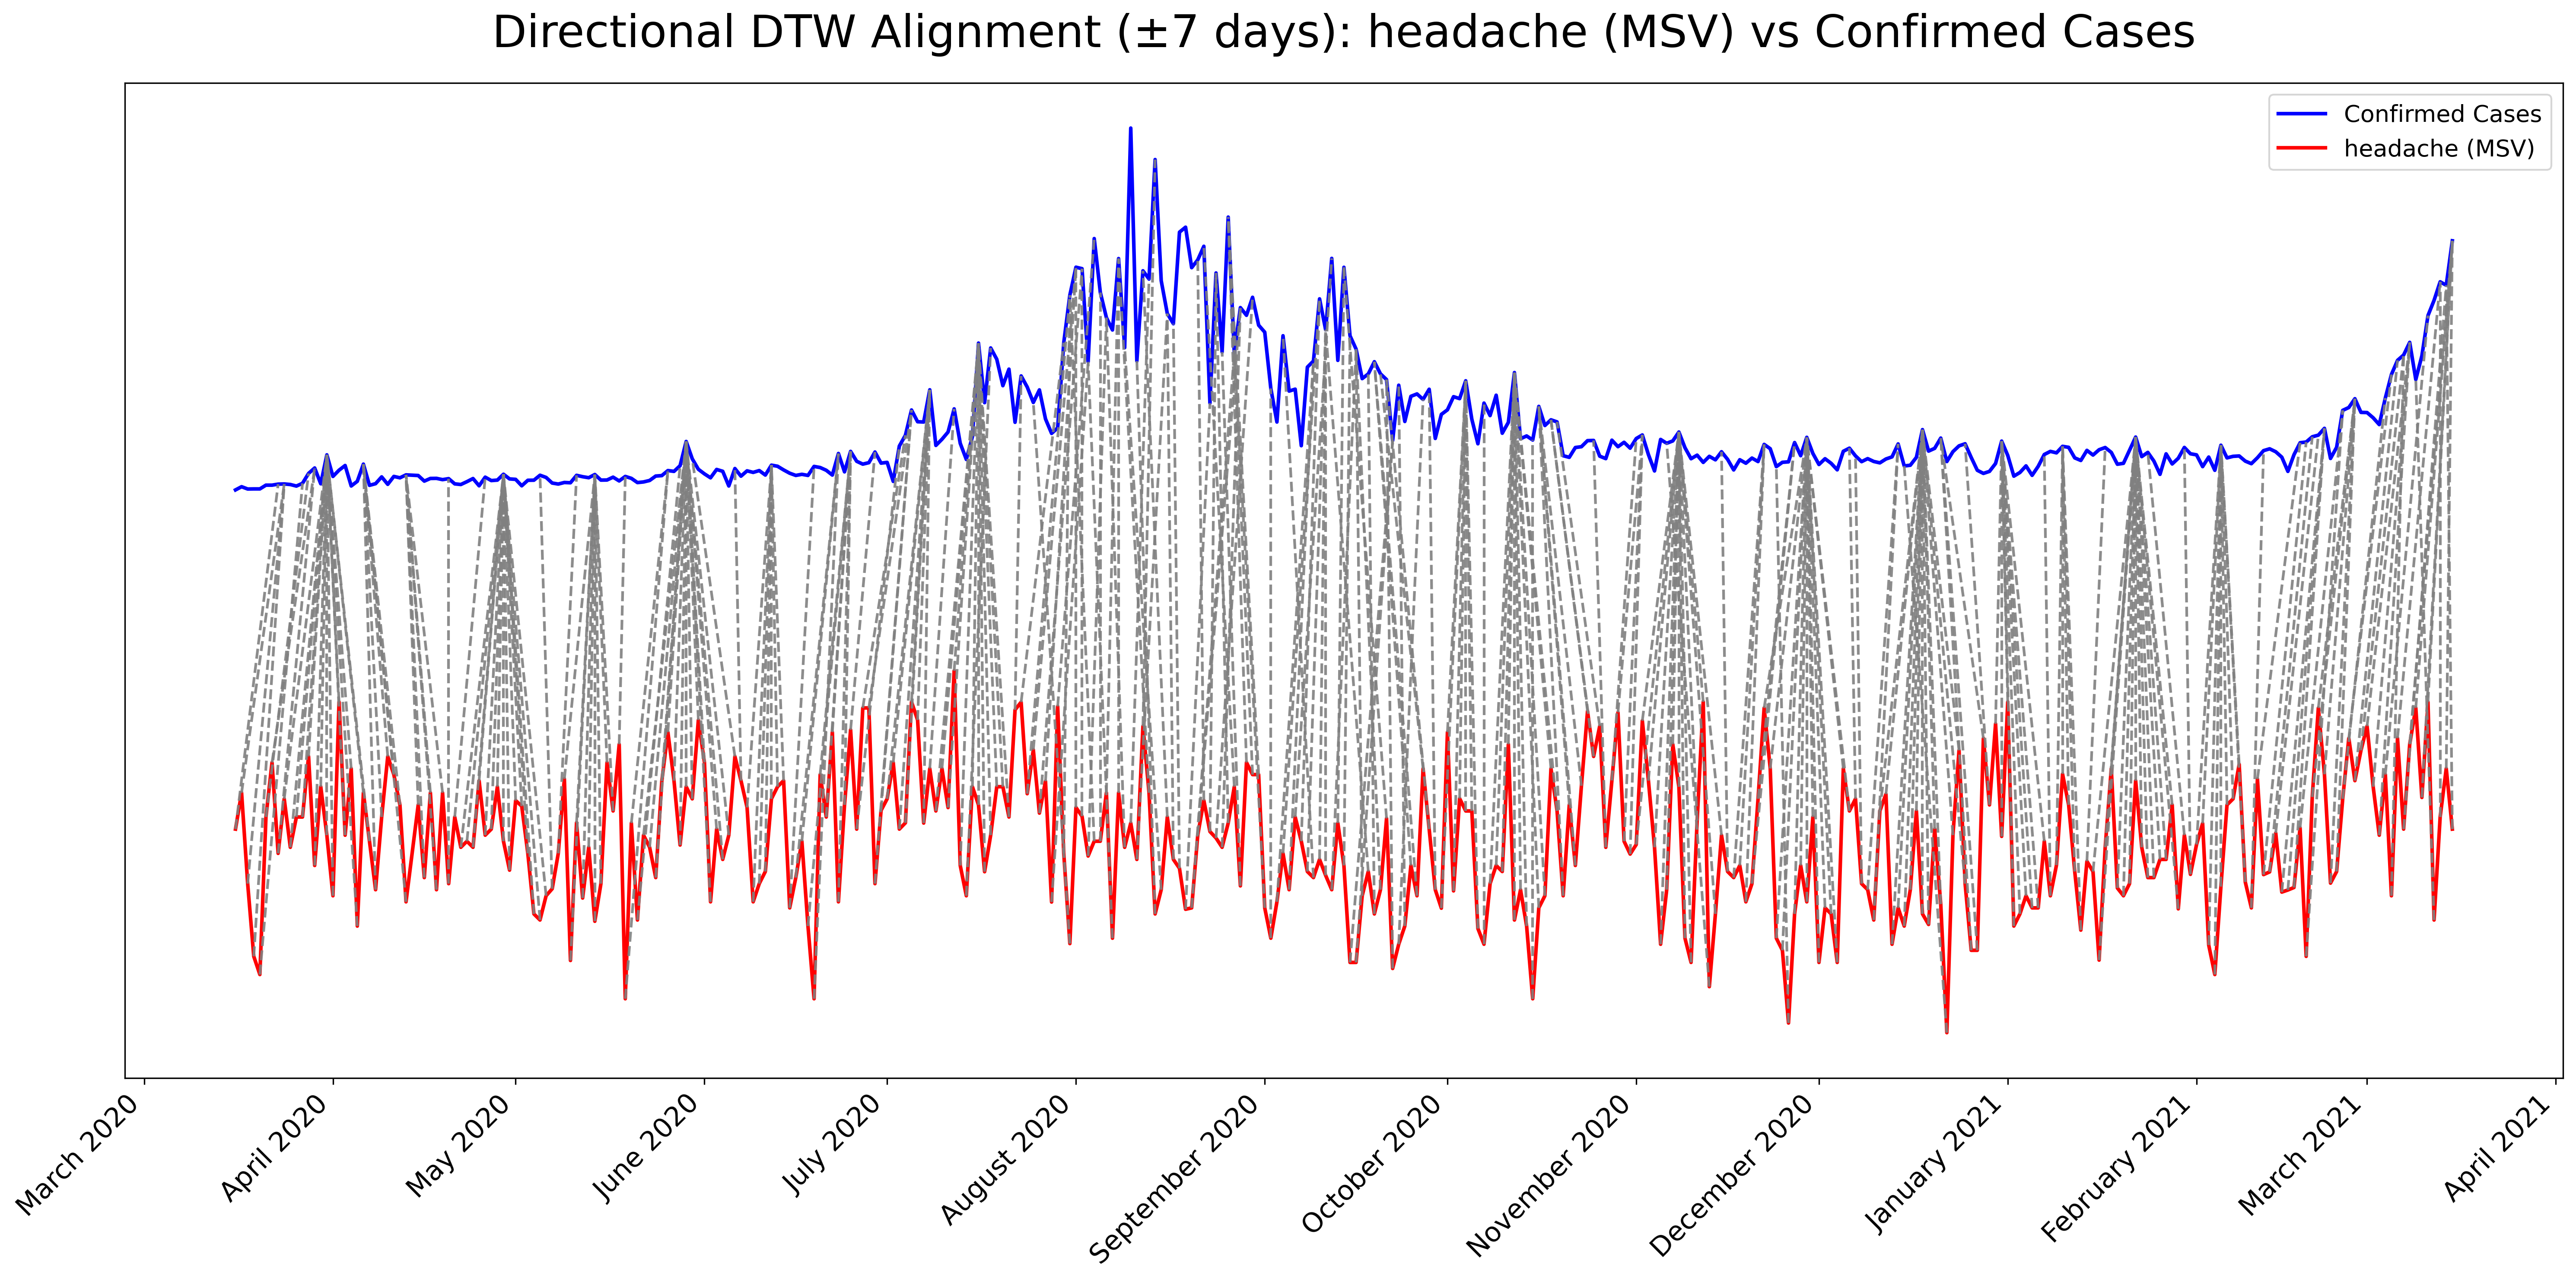 Directional DTW Alignment (±7 days): headache (MSV) vs Confirmed Cases
Confirmed Cases
headache (MSV)
March 2020
April 2020
May 2020
June 2020
July 2020
August 2020
September 2020
October 2020
November 2020
December 2020
January 2021
February 2021
March 2021
April 2021